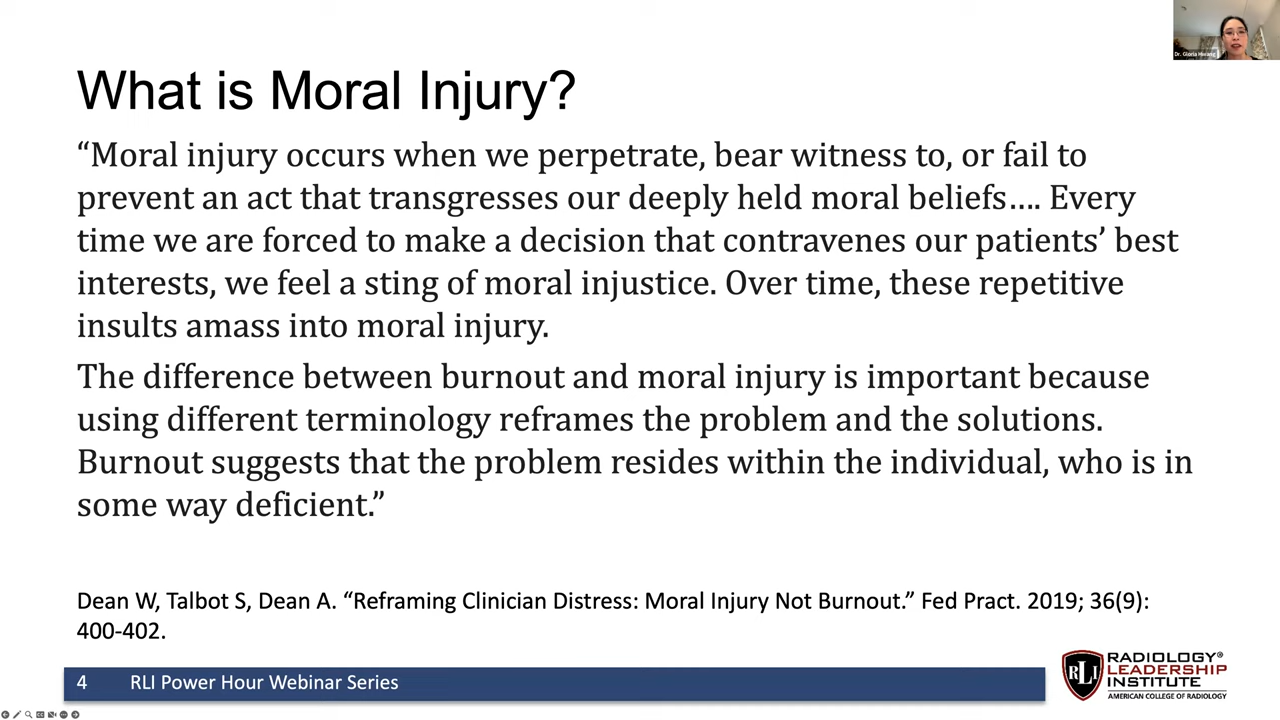 Dr. Gloria Hwang
What is Moral Injury?
“Moral injury occurs when we perpetrate, bear witness to, or fail to
prevent an act that transgresses our deeply held moral beliefs…. Every
time we are forced to make a decision that contravenes our patients’ best
interests, we feel a sting of moral injustice. Over time, these repetitive
insults amass into moral injury.
The difference between burnout and moral injury is important because
using different terminology reframes the problem and the solutions.
Burnout suggests that the problem resides within the individual, who is in
some way deficient.”
Dean W, Talbot S, Dean A. “Reframing Clinician Distress: Moral Injury Not Burnout.” Fed Pract. 2019; 36(9):
400-402.
4 RLI Power Hour Webinar Series
RLI
RADIOLOGY®
LEADERSHIP
INSTITUTE
AMERICAN COLLEGE OF RADIOLOGY